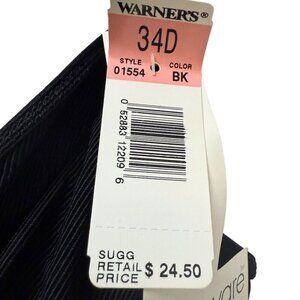 WARNER'S®
34D
STYLE COLOR
01554 BK
0 52883 12209 6
SUGG
RETAIL $ 24.50
PRICE